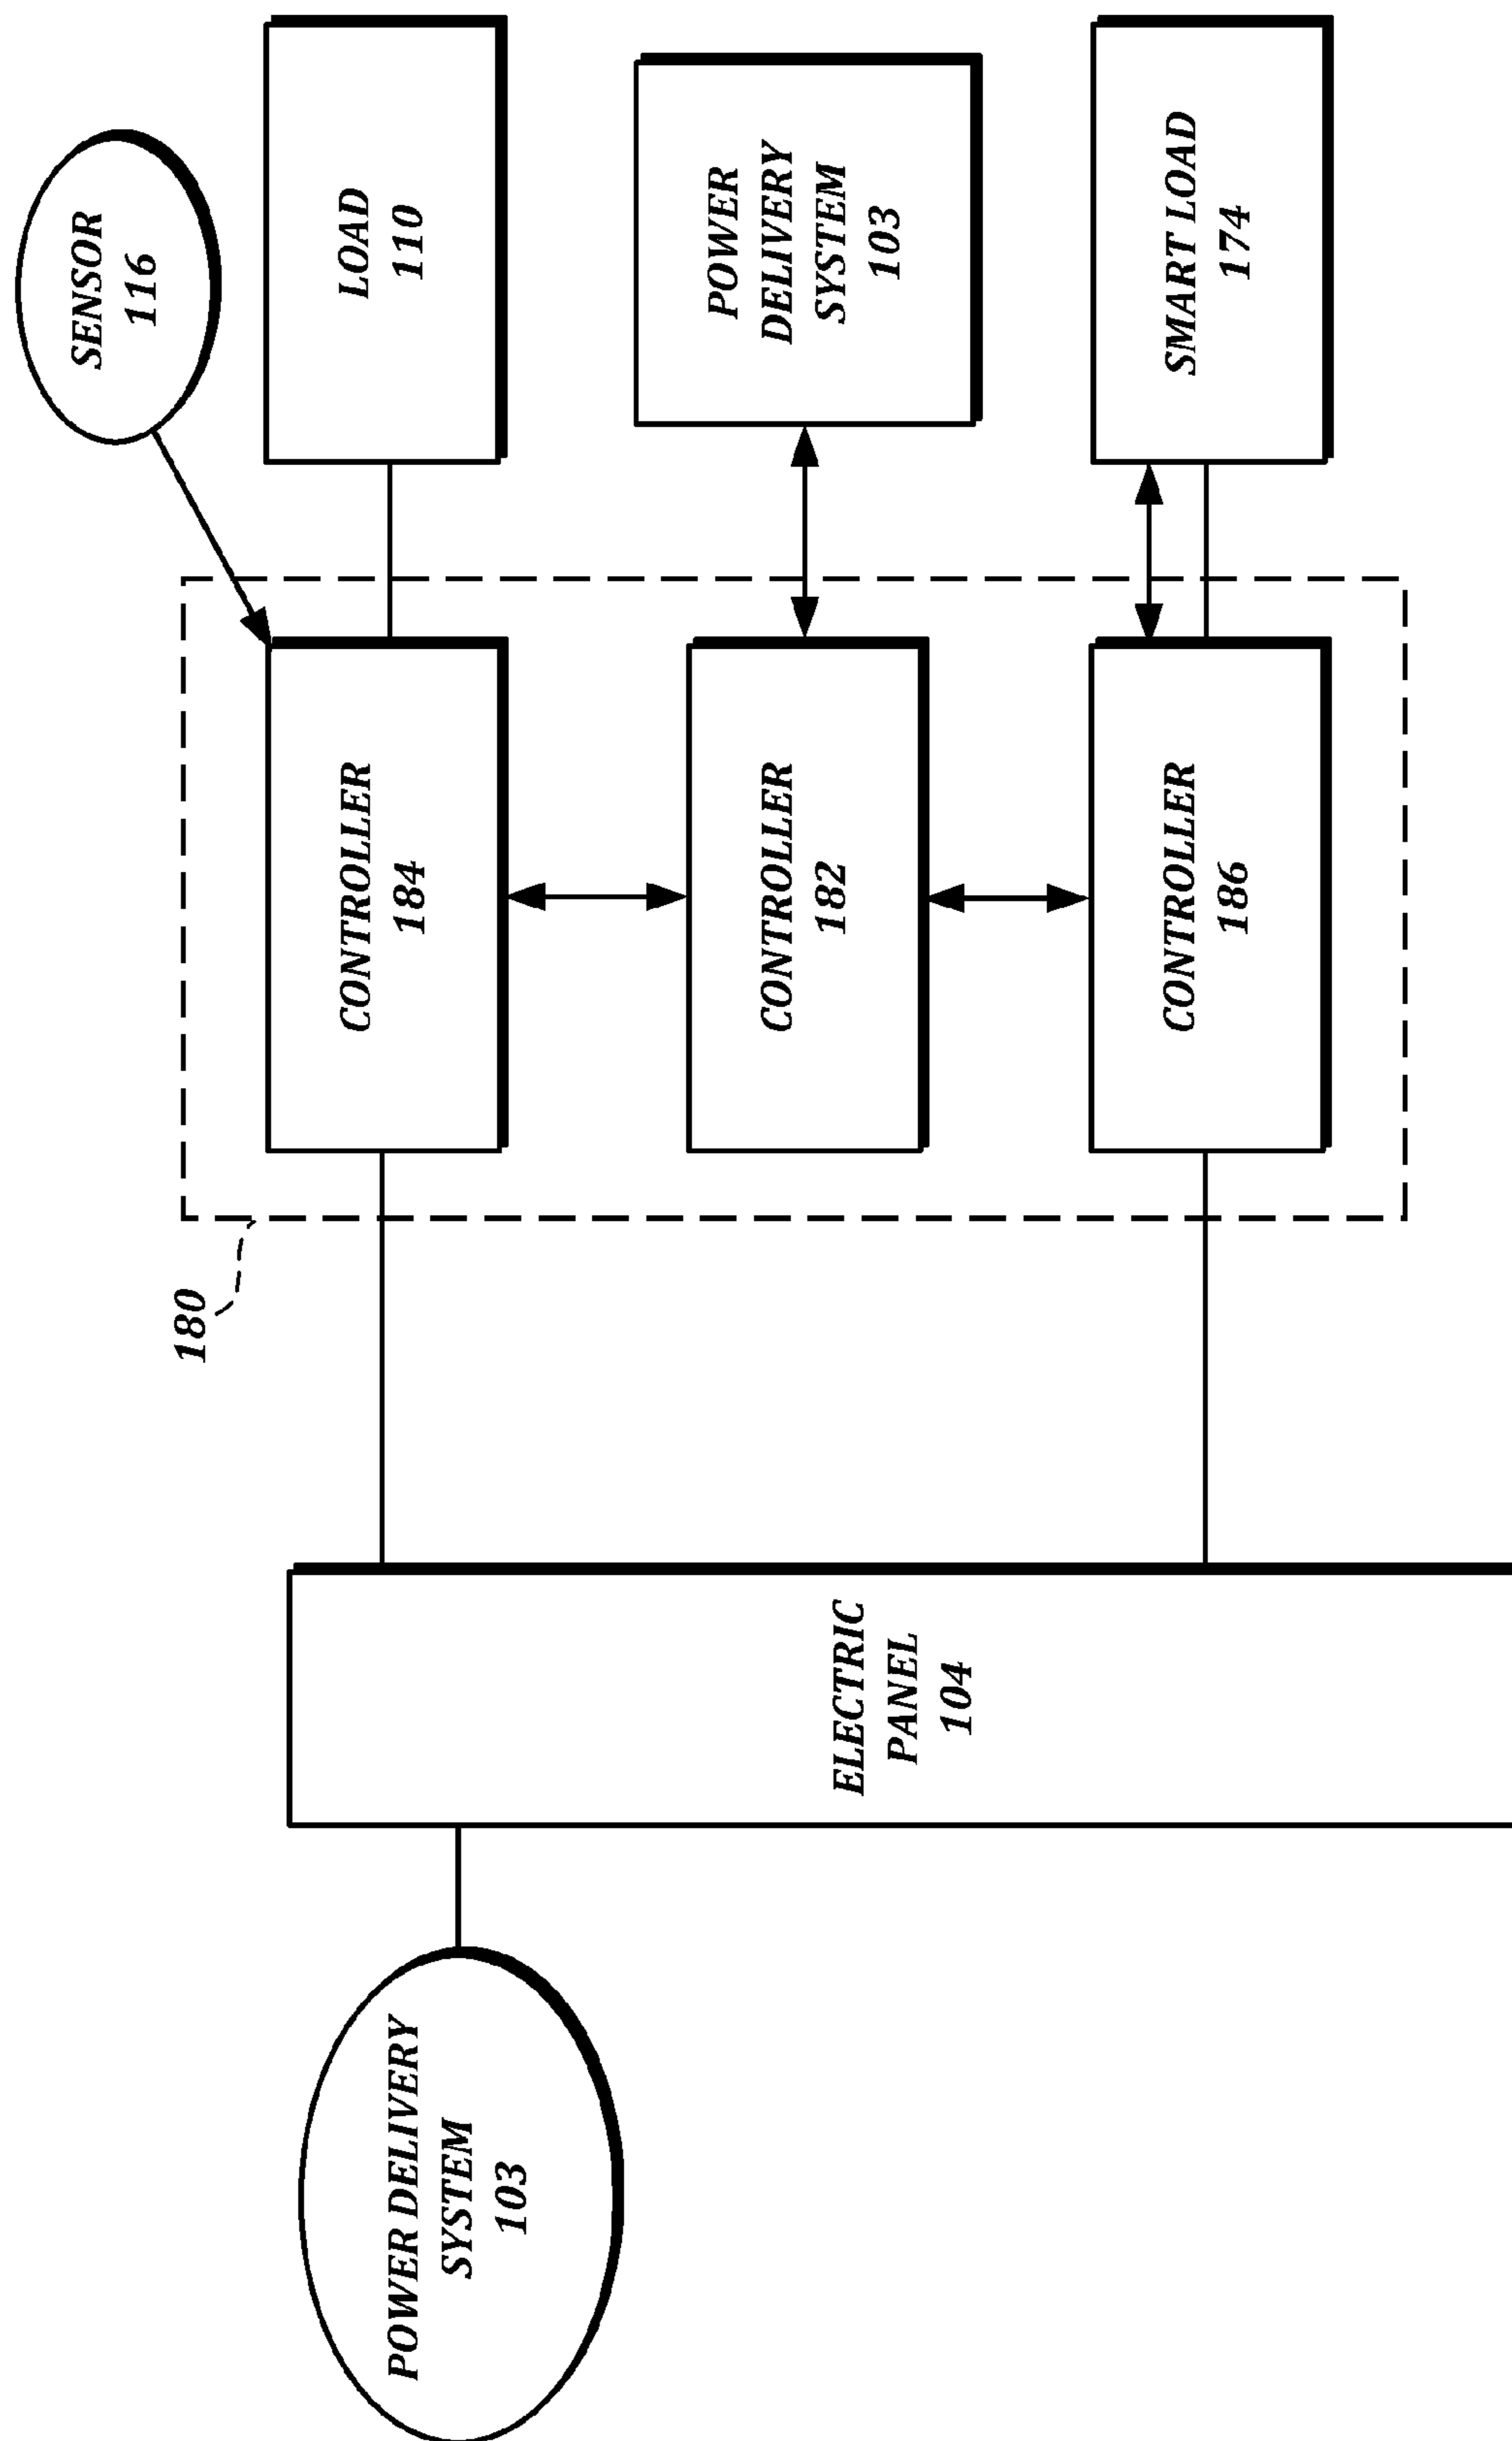 SENSOR
116
LOAD
110
POWER
DELIVERY
SYSTEM
103
SMART LOAD
174
CONTROLLER
184
CONTROLLER
182
CONTROLLER
186
180
ELECTRIC
PANEL
104
POWER DELIVERY
SYSTEM
103